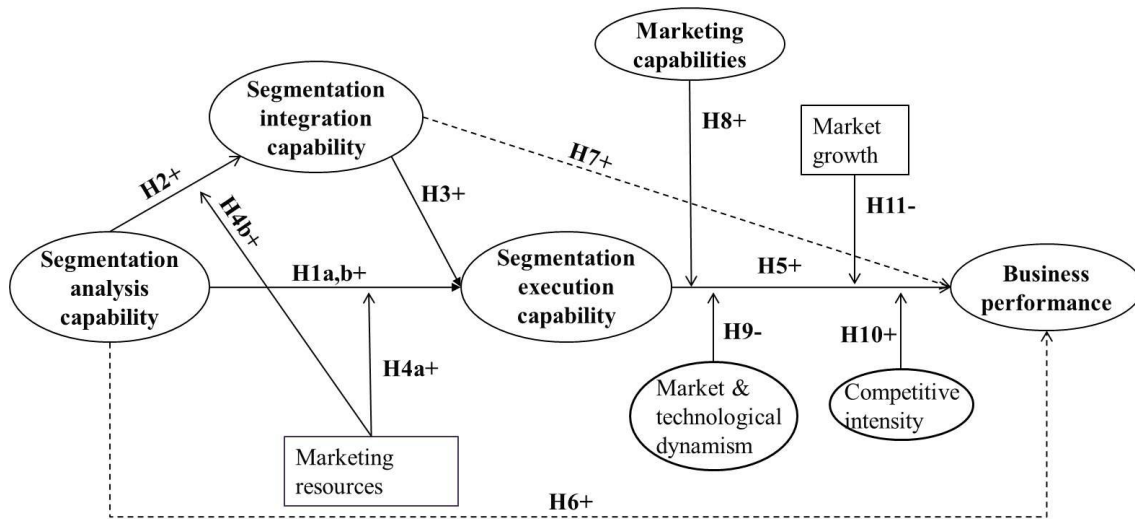 Marketing
capabilities
Segmentation
integration
capability
H8+
Market
growth
H7+
H2+
H4b+
H3+
H11-
Segmentation
analysis
capability
H1a,b+
Segmentation
execution
capability
H5+
Business
performance
H9-
H10+
H4a+
Market &
technological
dynamism
Competitive
intensity
Marketing
resources
H6+